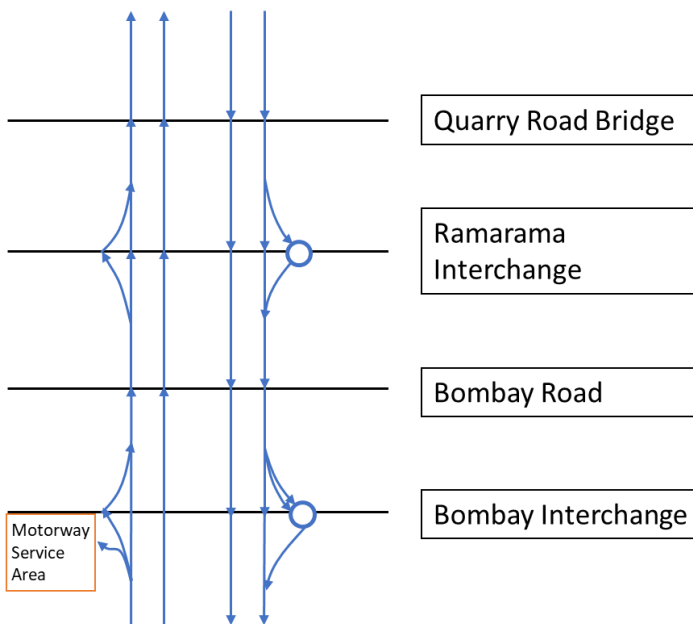 Quarry Road Bridge
Ramarama
Interchange
Bombay Road
Bombay Interchange
Motorway
Service
Area